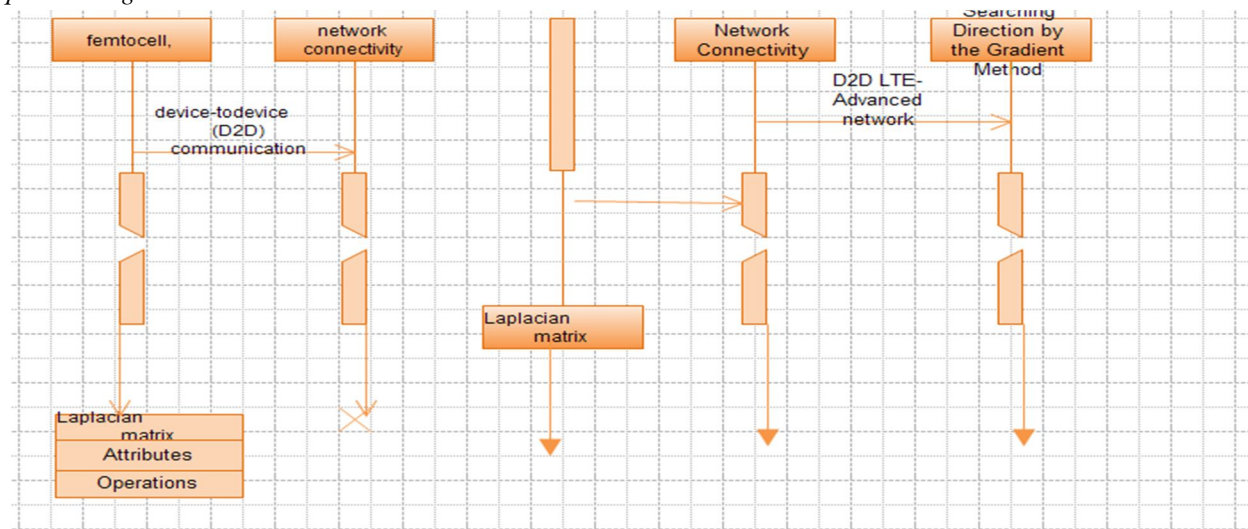 femtocell,
network
connectivity
Network
Connectivity
Searching
Direction by
the Gradient
Method
device-todevice
(D2D)
communication
D2D LTE-
Advanced
network
Laplacian
matrix
Laplacian
matrix
Attributes
Operations